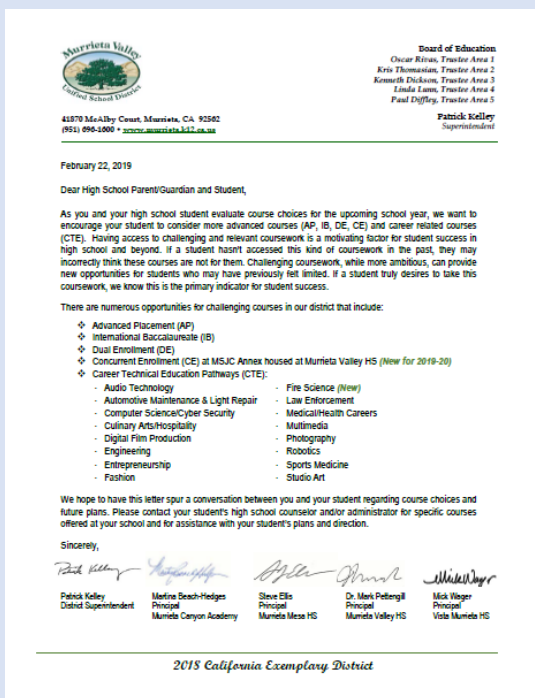 Murrieta Valley
Unified School District
Board of Education
Oscar Rivas, Trustee Area 1
Kris Thomasian, Trustee Area 2
Kenneth Dickson, Trustee Area 3
Linda Lunn, Trustee Area 4
Paul Diffley, Trustee Area 5
41870 McAlby Court, Murrieta, CA 92562
(951) 696-1600 • www.murrieta.k12.ca.us
Patrick Kelley
Superintendent
February 22, 2019
Dear High School Parent/Guardian and Student,
As you and your high school student evaluate course choices for the upcoming school year, we want to
encourage your student to consider more advanced courses (AP, IB, DE, CE) and career related courses
(CTE). Having access to challenging and relevant coursework is a motivating factor for student success in
high school and beyond. If a student hasn't accessed this kind of coursework in the past, they may
incorrectly think these courses are not for them. Challenging coursework, while more ambitious, can provide
new opportunities for students who may have previously felt limited. If a student truly desires to take this
coursework, we know this is the primary indicator for student success.
There are numerous opportunities for challenging courses in our district that include:
❖ Advanced Placement (AP)
❖ International Baccalaureate (IB)
❖ Dual Enrollment (DE)
❖ Concurrent Enrollment (CE) at MSJC Annex housed at Murrieta Valley HS (New for 2019-20)
❖ Career Technical Education Pathways (CTE):
- Audio Technology
- Automotive Maintenance & Light Repair
- Computer Science/Cyber Security
- Culinary Arts/Hospitality
- Digital Film Production
- Engineering
- Entrepreneurship
- Fashion
- Fire Science (New)
- Law Enforcement
- Medical/Health Careers
- Multimedia
- Photography
- Robotics
- Sports Medicine
- Studio Art
We hope to have this letter spur a conversation between you and your student regarding course choices and
future plans. Please contact your student's high school counselor and/or administrator for specific courses
offered at your school and for assistance with your student's plans and direction.
Sincerely,
Patrick Kelley
District Superintendent
Martina Beach-Hedges
Principal
Murrieta Canyon Academy
Steve Ellis
Principal
Murrieta Mesa HS
Dr. Mark Pettengill
Principal
Murrieta Valley HS
Mick Wager
Principal
Vista Murrieta HS
2018 California Exemplary District